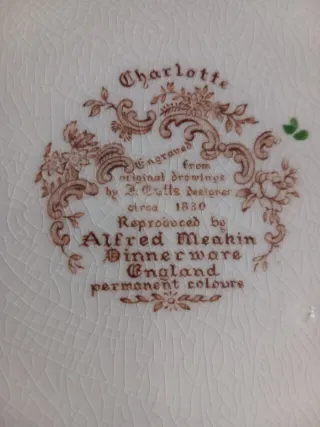 Charlotte
Engraved
from
original drawings
by J. Cutts designer
circa 1830
Reproduced by
Alfred Meakin
Dinnerware
England
permanent colours